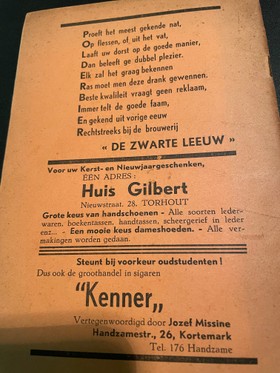 Proeft het meest gekende nat,
Op flessen, of, uit het vat,
Laaft uw dorst op de goede manier,
Dan beleeft ge dubbel plezier.
Elk zal het graag bekennen
Ras moet men deze drank gewennen.
Beste kwaliteit vraagt geen reklaam,
Immer telt de goede faam,
En gekend uit vorige eeuw
Rechtstreeks bij de brouwerij
« DE ZWARTE LEEUW »
Voor uw Kerst- en Nieuwjaargeschenken,
EEN ADRES :
Huis Gilbert
Nieuwstraat, 28. TORHOUT
Grote keus van handschoenen - Alle soorten leder-
waren, boekentassen, handtassen, scheergerief in leder
enz... - Een mooie keus dameshoeden. - Alle ver-
makingen worden gedaan.
Steunt bij voorkeur oudstudenten !
Dus ook de groothandel in sigaren
"Kenner„
Vertegenwoordigd door Jozef Missine
Handzamestr., 26, Kortemark
Tel. 176 Handzame